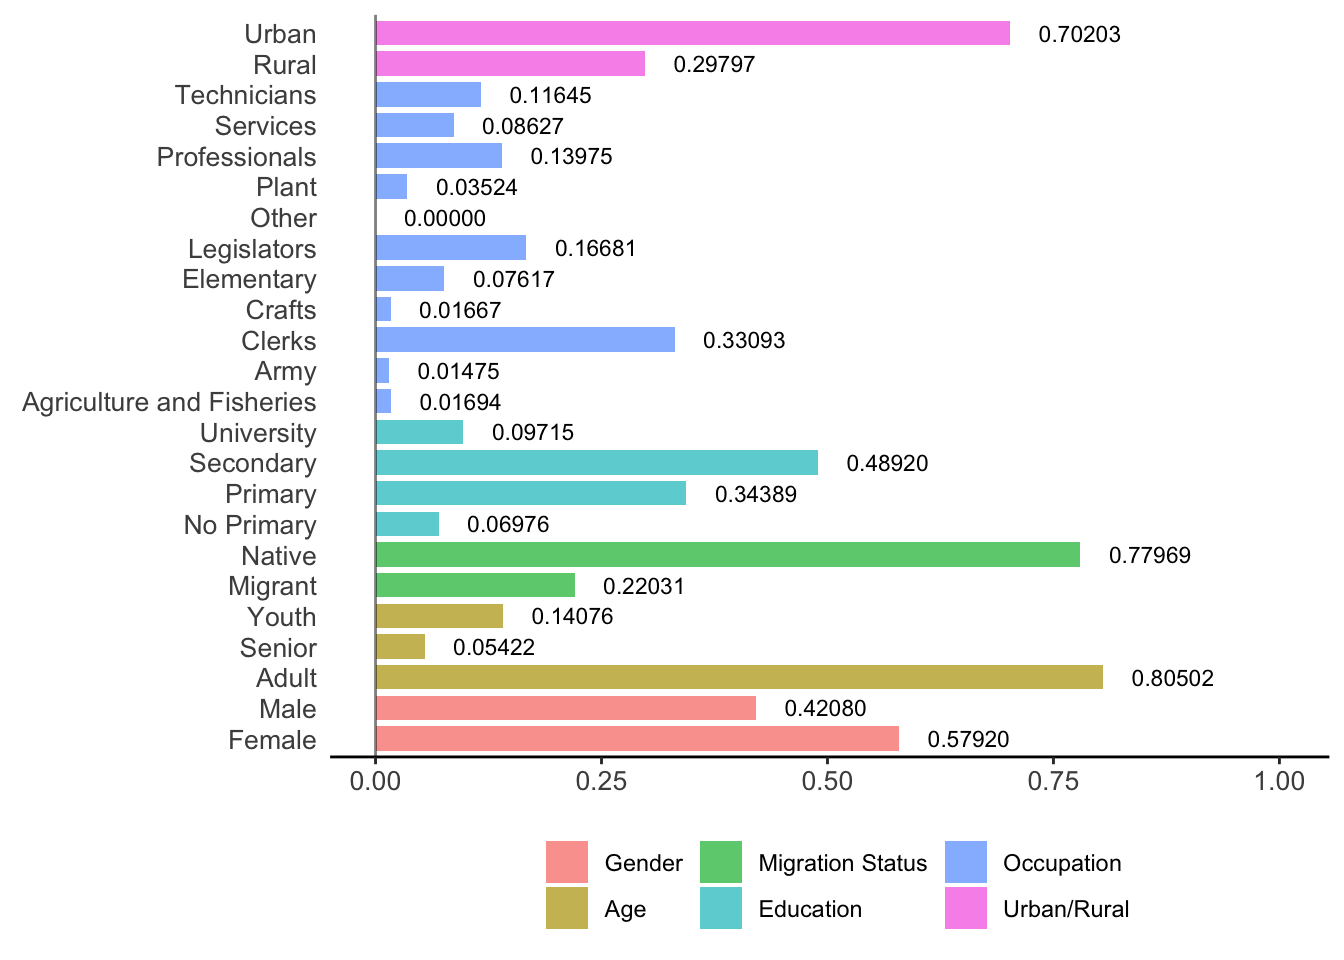 Urban 0.70203
Rural 0.29797
Technicians 0.11645
Services 0.08627
Professionals 0.13975
Plant 0.03524
Other 0.00000
Legislators 0.16681
Elementary 0.07617
Crafts 0.01667
Clerks 0.33093
Army 0.01475
Agriculture and Fisheries 0.01694
University 0.09715
Secondary 0.48920
Primary 0.34389
No Primary 0.06976
Native 0.77969
Migrant 0.22031
Youth 0.14076
Senior 0.05422
Adult 0.80502
Male 0.42080
Female 0.57920
0.00 0.25 0.50 0.75 1.00
Gender Migration Status Occupation
Age Education Urban/Rural